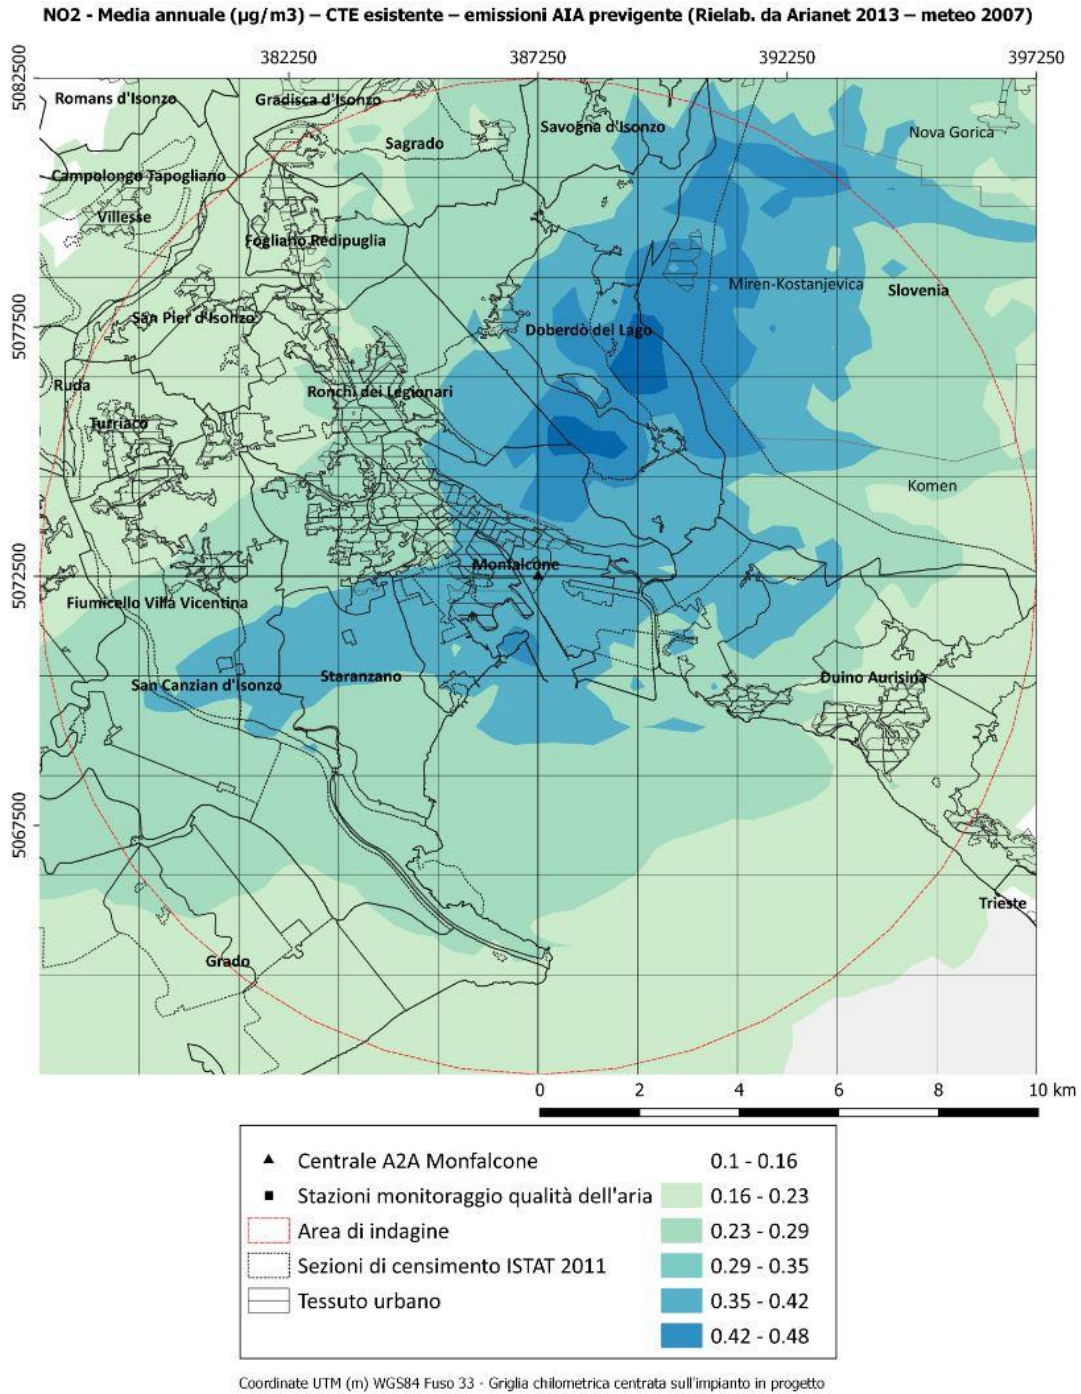 NO2 - Media annuale (µg/m3) – CTE esistente – emissioni AIA previgente (Rielab. da Arianet 2013 – meteo 2007)
382250 387250 392250 397250
5082500
Romans d'Isonzo
Gradisca d'Isonzo
Savogna d'Isonzo
Nova Gorica
Sagrado
Campolongo Tapogliano
Villesse
Fogliano Redipuglia
Miren-Kostanjevica
Slovenia
5077500
San Pier d'Isonzo
Doberdò del Lago
Ruda
Ronchi dei Legionari
Turriaco
Komen
5072500
Monfalcone
Fiumicello Villa Vicentina
San Canzian d'Isonzo
Staranzano
Duino Aurisina
5067500
Trieste
Grado
0 2 4 6 8 10 km
Centrale A2A Monfalcone
Stazioni monitoraggio qualità dell'aria
Area di indagine
Sezioni di censimento ISTAT 2011
Tessuto urbano
0.1 - 0.16
0.16 - 0.23
0.23 - 0.29
0.29 - 0.35
0.35 - 0.42
0.42 - 0.48
Coordinate UTM (m) WGS84 Fuso 33 - Griglia chilometrica centrata sull'impianto in progetto